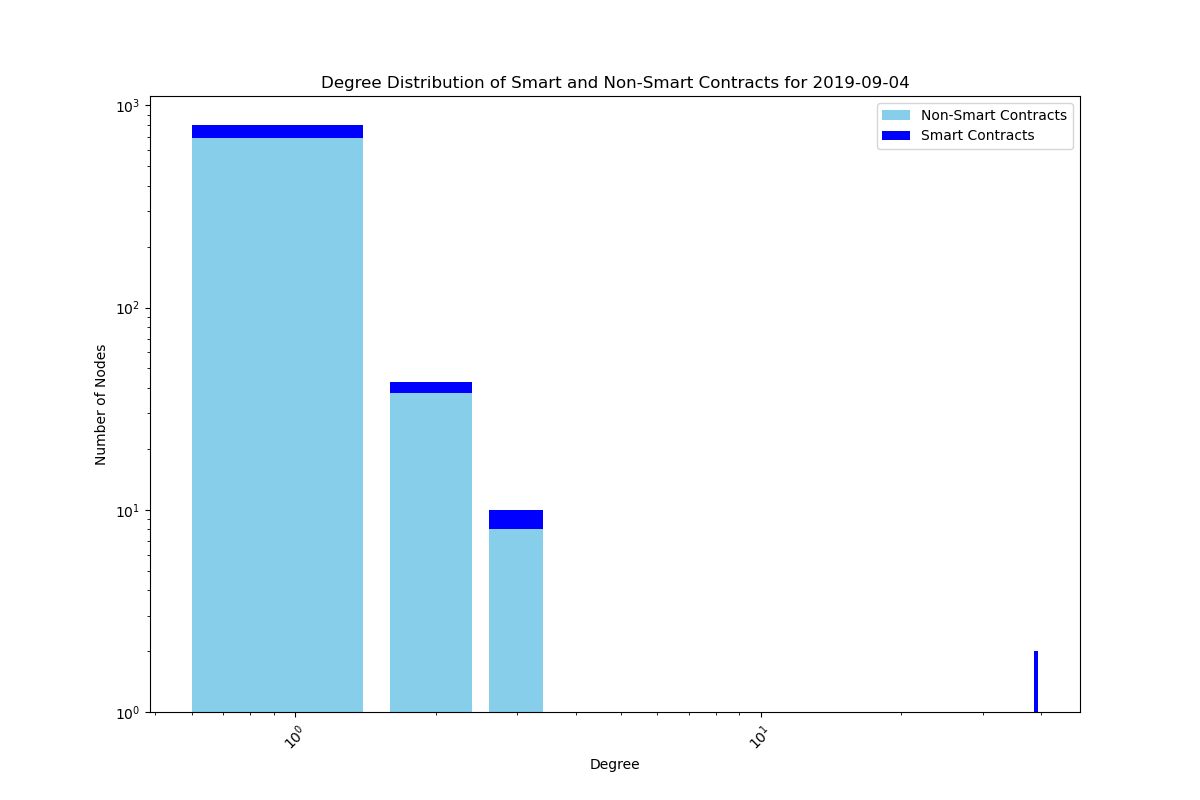 Degree Distribution of Smart and Non-Smart Contracts for 2019-09-04
Non-Smart Contracts
Smart Contracts
Number of Nodes
10³
10²
10¹
10⁰
10⁰
10¹
Degree